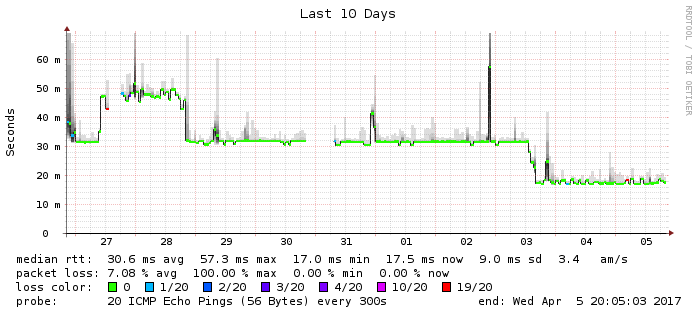 Last 10 Days
RRDTOOL / TOBI OETIKER
Seconds
60 m
50 m
40 m
30 m
20 m
10 m
0
27 28 29 30 31 01 02 03 04 05
median rtt: 30.6 ms avg 57.3 ms max 17.0 ms min 17.5 ms now 9.0 ms sd 3.4 am/s
packet loss: 7.08 % avg 100.00 % max 0.00 % min 0.00 % now
loss color: 0 1/20 2/20 3/20 4/20 10/20 19/20
probe: 20 ICMP Echo Pings (56 Bytes) every 300s end: Wed Apr 5 20:05:03 2017